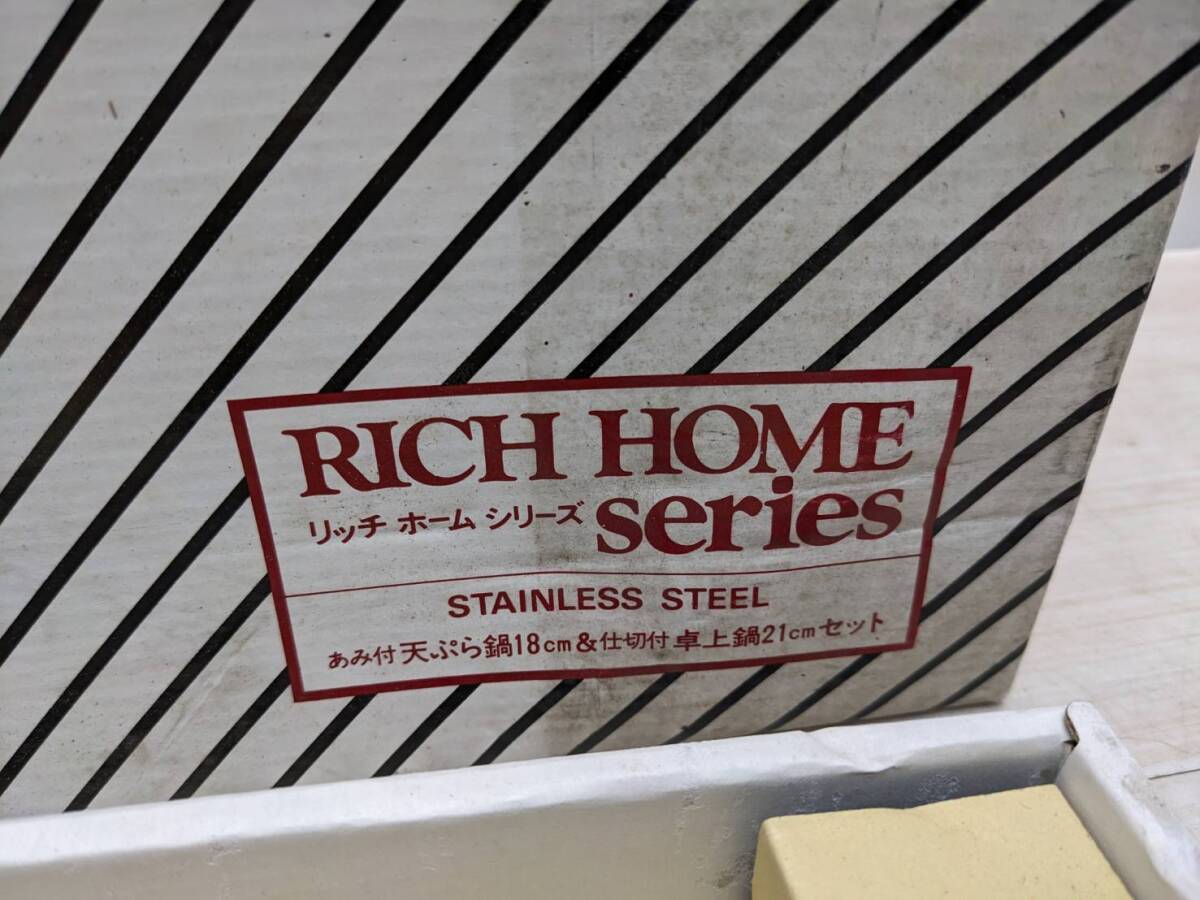 RICH HOME
リッチ ホーム シリーズ series
STAINLESS STEEL
あみ付 天ぷら鍋18cm&仕切付 卓上鍋21cmセット